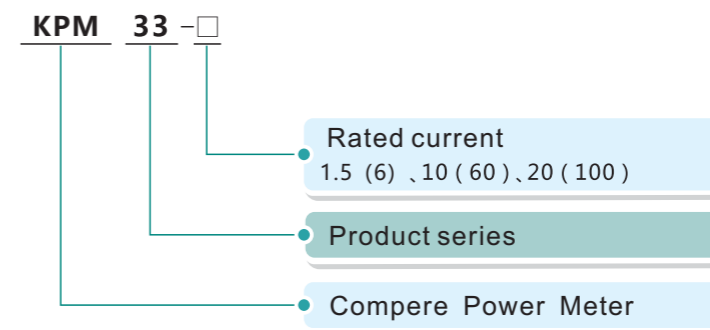 KPM 33 -□
Rated current
1.5 (6) 、10 ( 60 )、20 ( 100 )
Product series
Compere Power Meter